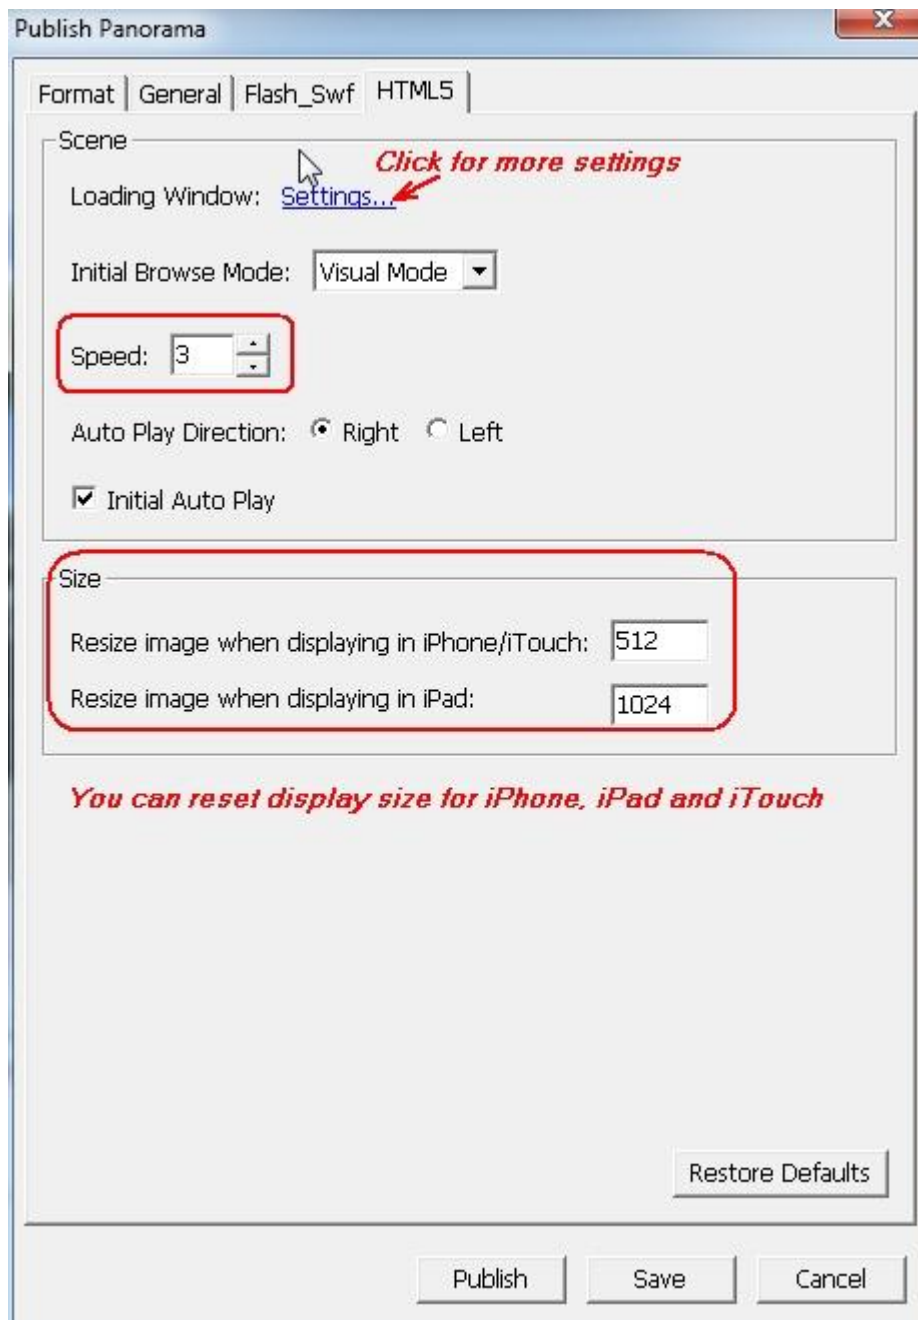 Publish Panorama
Format General Flash_Swf HTML5
Scene
Click for more settings
Loading Window: Settings...
Initial Browse Mode: Visual Mode
Speed: 3
Auto Play Direction: Right Left
Initial Auto Play
Size
Resize image when displaying in iPhone/iTouch: 512
Resize image when displaying in iPad: 1024
You can reset display size for iPhone, iPad and iTouch
Restore Defaults
Publish Save Cancel